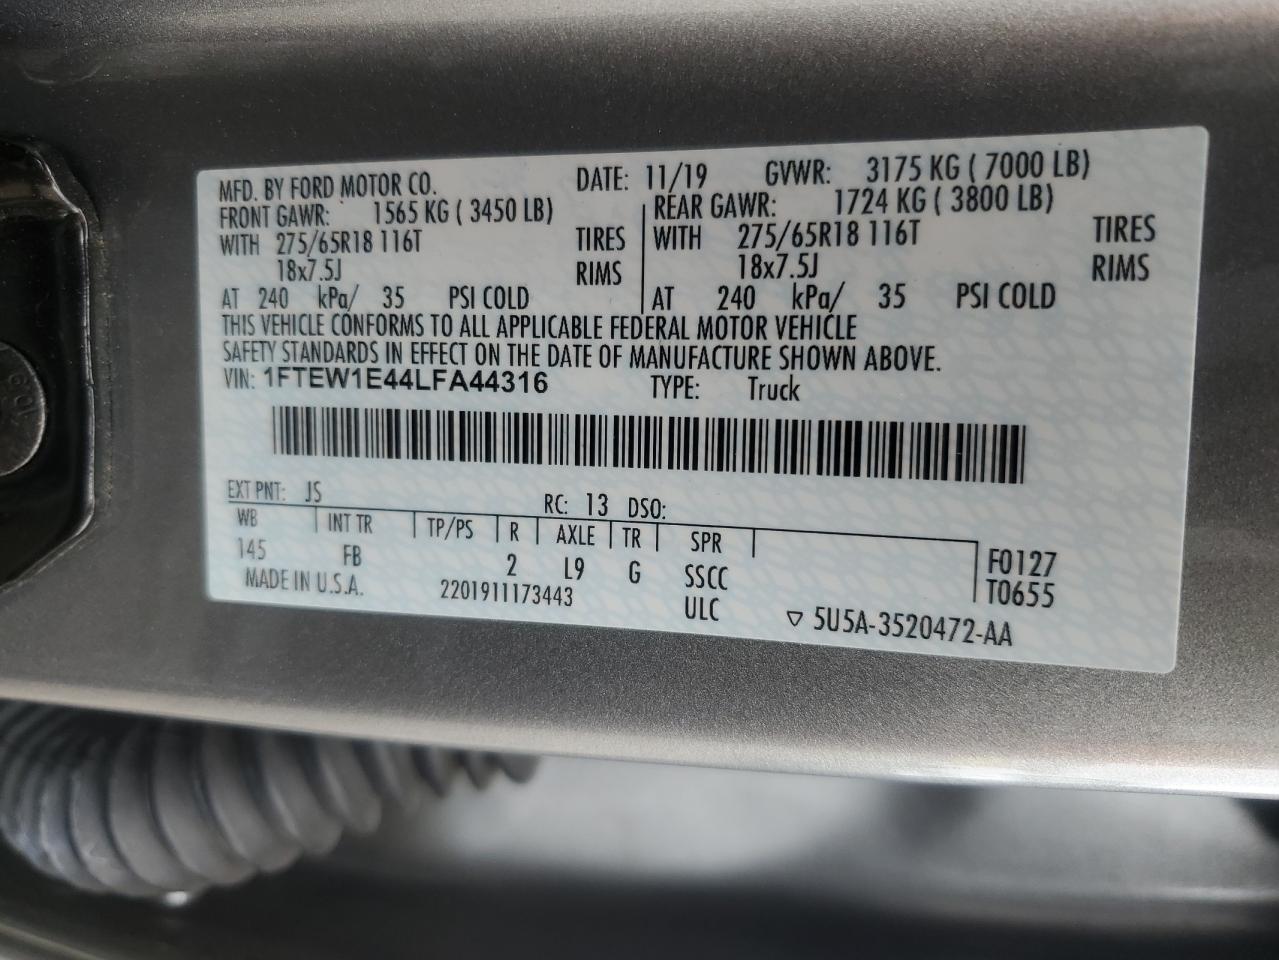 MFD. BY FORD MOTOR CO. DATE: 11/19 GVWR: 3175 KG ( 7000 LB)
FRONT GAWR: 1565 KG ( 3450 LB) REAR GAWR: 1724 KG ( 3800 LB)
WITH 275/65R18 116T TIRES WITH 275/65R18 116T TIRES
18x7.5J RIMS 18x7.5J RIMS
AT 240 kPa/ 35 PSI COLD AT 240 kPa/ 35 PSI COLD
THIS VEHICLE CONFORMS TO ALL APPLICABLE FEDERAL MOTOR VEHICLE
SAFETY STANDARDS IN EFFECT ON THE DATE OF MANUFACTURE SHOWN ABOVE.
VIN: 1FTEW1E44LFA44316 TYPE: Truck
EXT PNT: JS RC: 13 DSO:
WB INT TR TP/PS R AXLE TR SPR
145 FB 2 L9 G SSCC F0127
MADE IN U.S.A. 2201911173443 ULC T0655
▽ 5U5A-3520472-AA
10.9